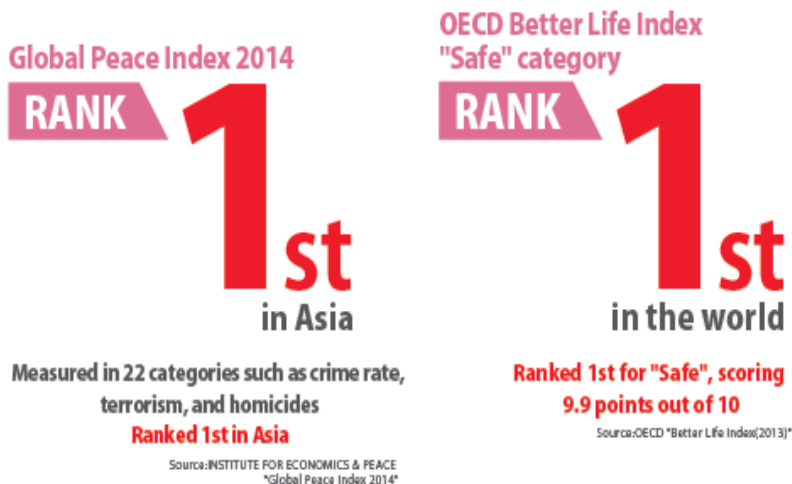 Global Peace Index 2014
RANK
1st
in Asia
Measured in 22 categories such as crime rate,
terrorism, and homicides
Ranked 1st in Asia
Source:INSTITUTE FOR ECONOMICS & PEACE
"Global Peace Index 2014"
OECD Better Life Index
"Safe" category
RANK
1st
in the world
Ranked 1st for "Safe", scoring
9.9 points out of 10
Source:OECD "Better Life Index(2013)"